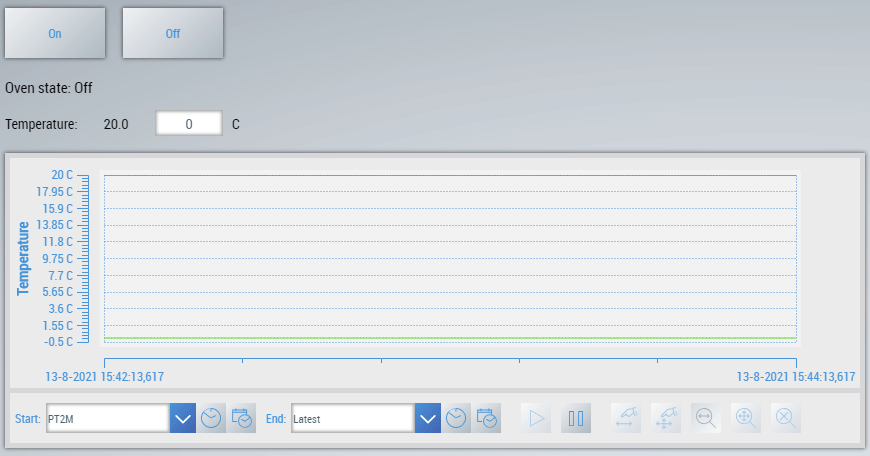 On Off
Oven state: Off
Temperature: 20.0 0 C
Temperature
20 C
17.95 C
15.9 C
13.85 C
11.8 C
9.75 C
7.7 C
5.65 C
3.6 C
1.55 C
-0.5 C
13-8-2021 15:42:13,617 13-8-2021 15:44:13,617
Start: PT2M End: Latest